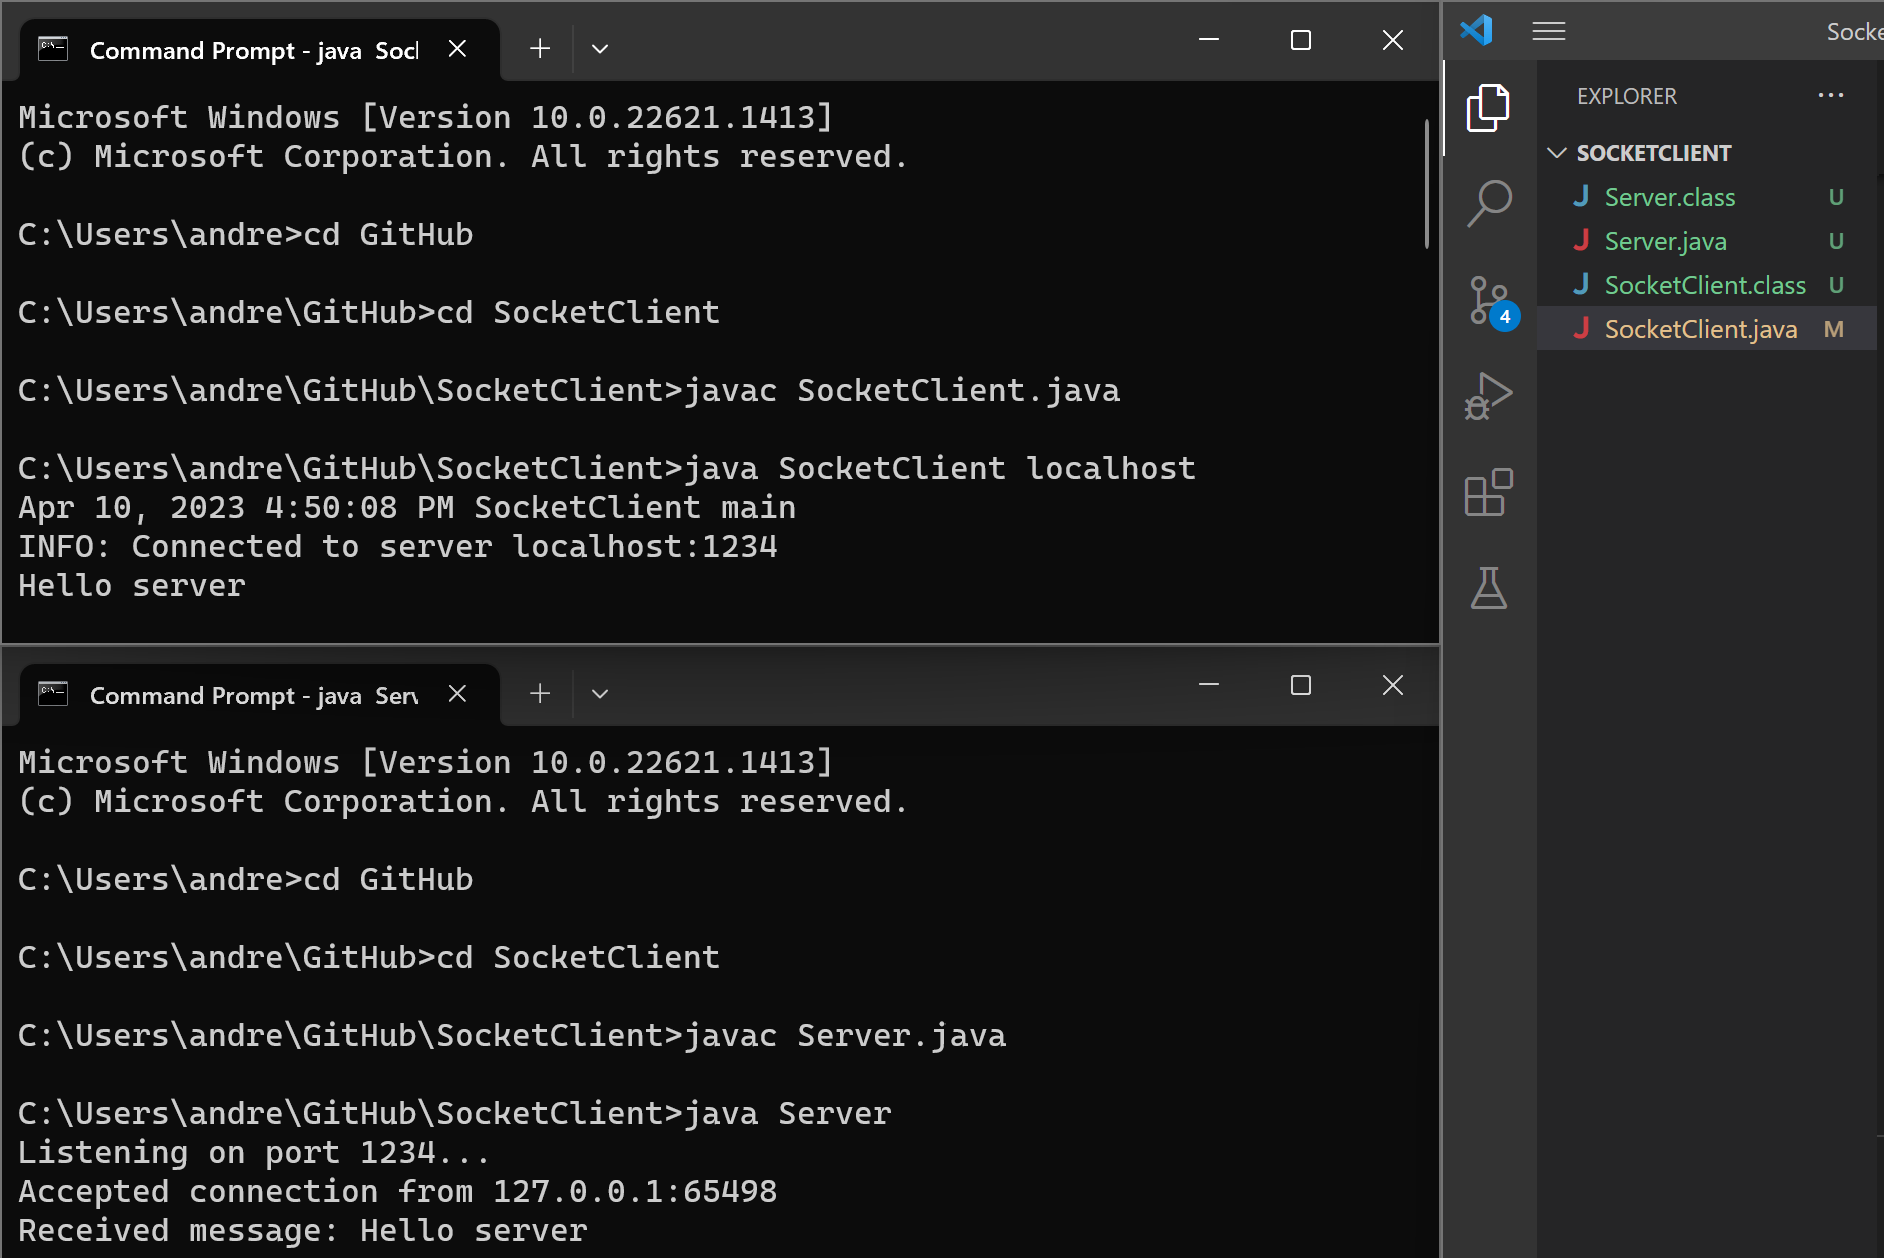 Command Prompt - java Socl
Microsoft Windows [Version 10.0.22621.1413]
(c) Microsoft Corporation. All rights reserved.
C:\Users\andre>cd GitHub
C:\Users\andre\GitHub>cd SocketClient
C:\Users\andre\GitHub\SocketClient>javac SocketClient.java
C:\Users\andre\GitHub\SocketClient>java SocketClient localhost
Apr 10, 2023 4:50:08 PM SocketClient main
INFO: Connected to server localhost:1234
Hello server
Command Prompt - java Serv
Microsoft Windows [Version 10.0.22621.1413]
(c) Microsoft Corporation. All rights reserved.
C:\Users\andre>cd GitHub
C:\Users\andre\GitHub>cd SocketClient
C:\Users\andre\GitHub\SocketClient>javac Server.java
C:\Users\andre\GitHub\SocketClient>java Server
Listening on port 1234...
Accepted connection from 127.0.0.1:65498
Received message: Hello server
Socke
EXPLORER
SOCKETCLIENT
J Server.class U
J Server.java U
J SocketClient.class U
J SocketClient.java M
4